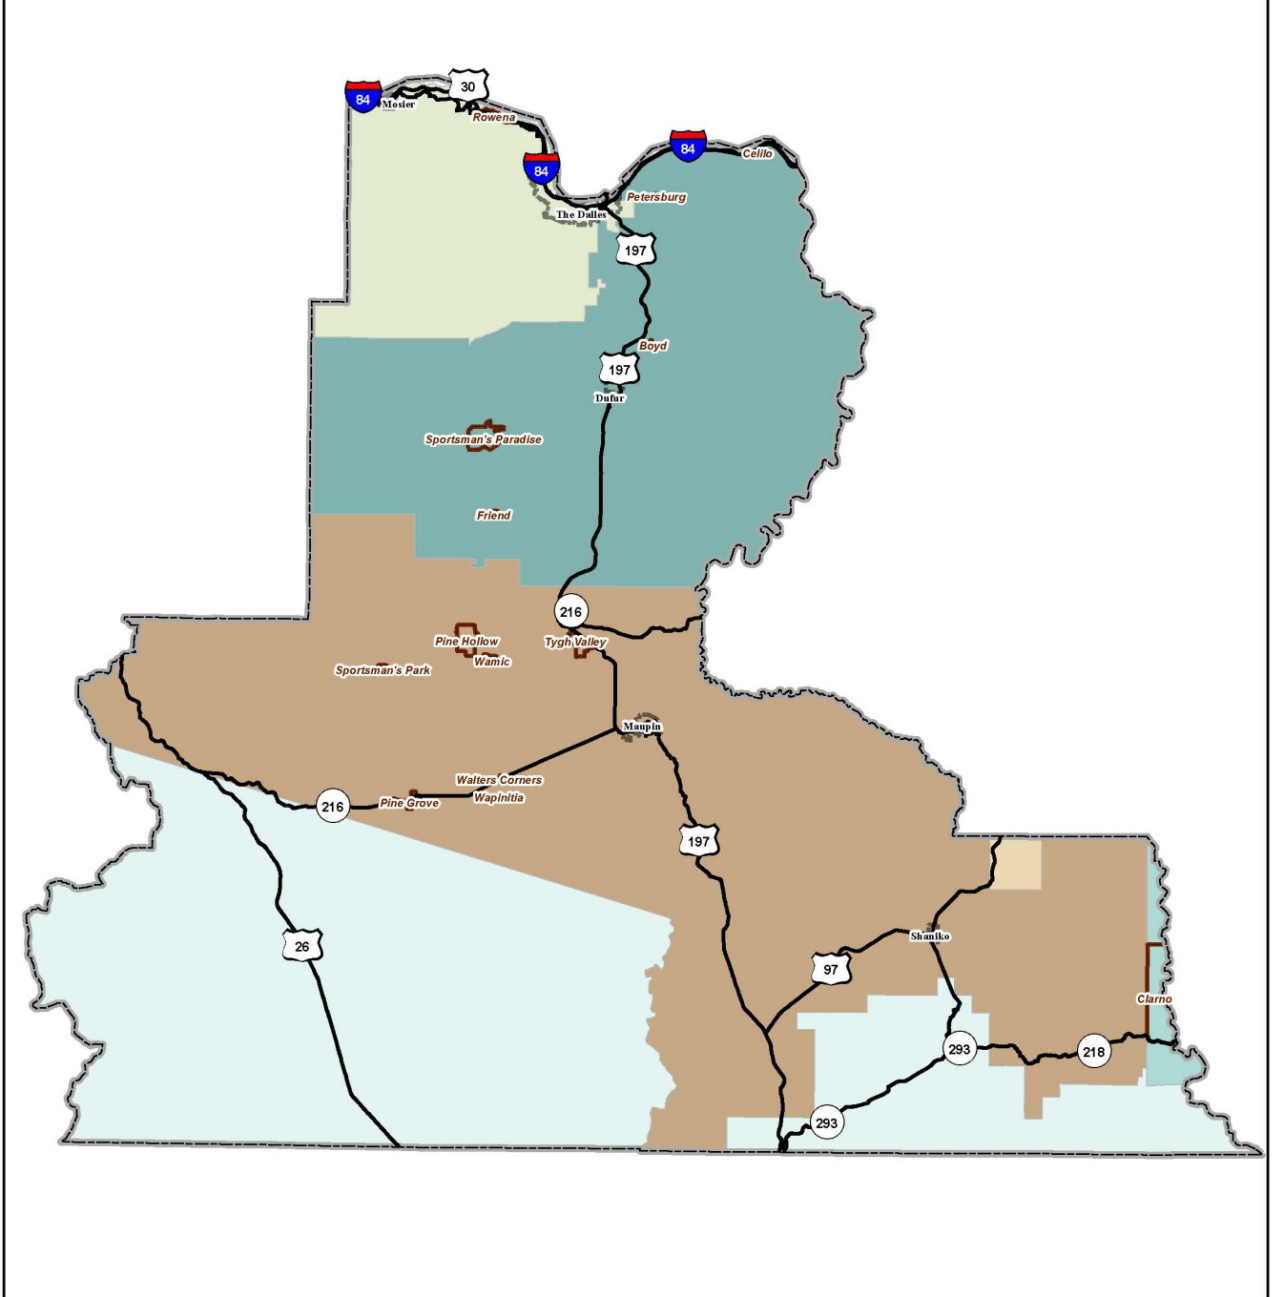 30
84
Mosier
Rowena
84
Celilo
84
Petersburg
The Dalles
197
Boyd
197
Dufur
Sportsman's Paradise
Friend
216
Pine Hollow
Tygh Valley
Wamic
Sportsman's Park
Maupin
Walters Corners
Wapinitia
Pine Grove
216
197
Shaniko
26
97
Clarno
293
218
293